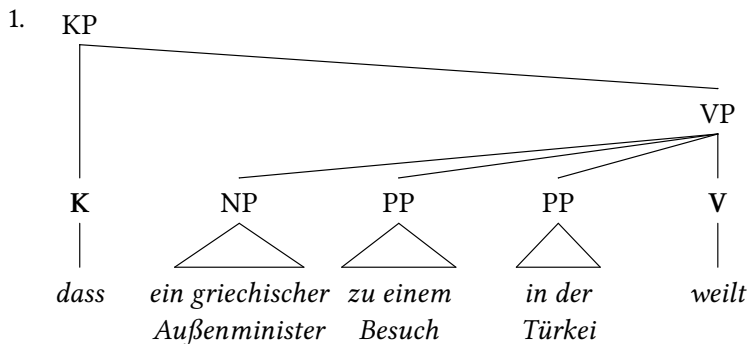 1. KP
VP
K NP PP PP V
dass ein griechischer zu einem in der weilt
Außenminister Besuch Türkei